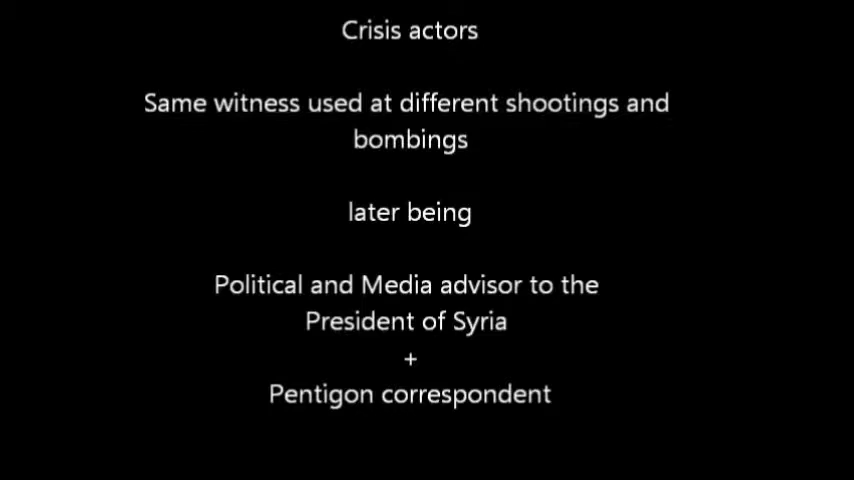 Crisis actors
Same witness used at different shootings and
bombings
later being
Political and Media advisor to the
President of Syria
+
Pentigon correspondent